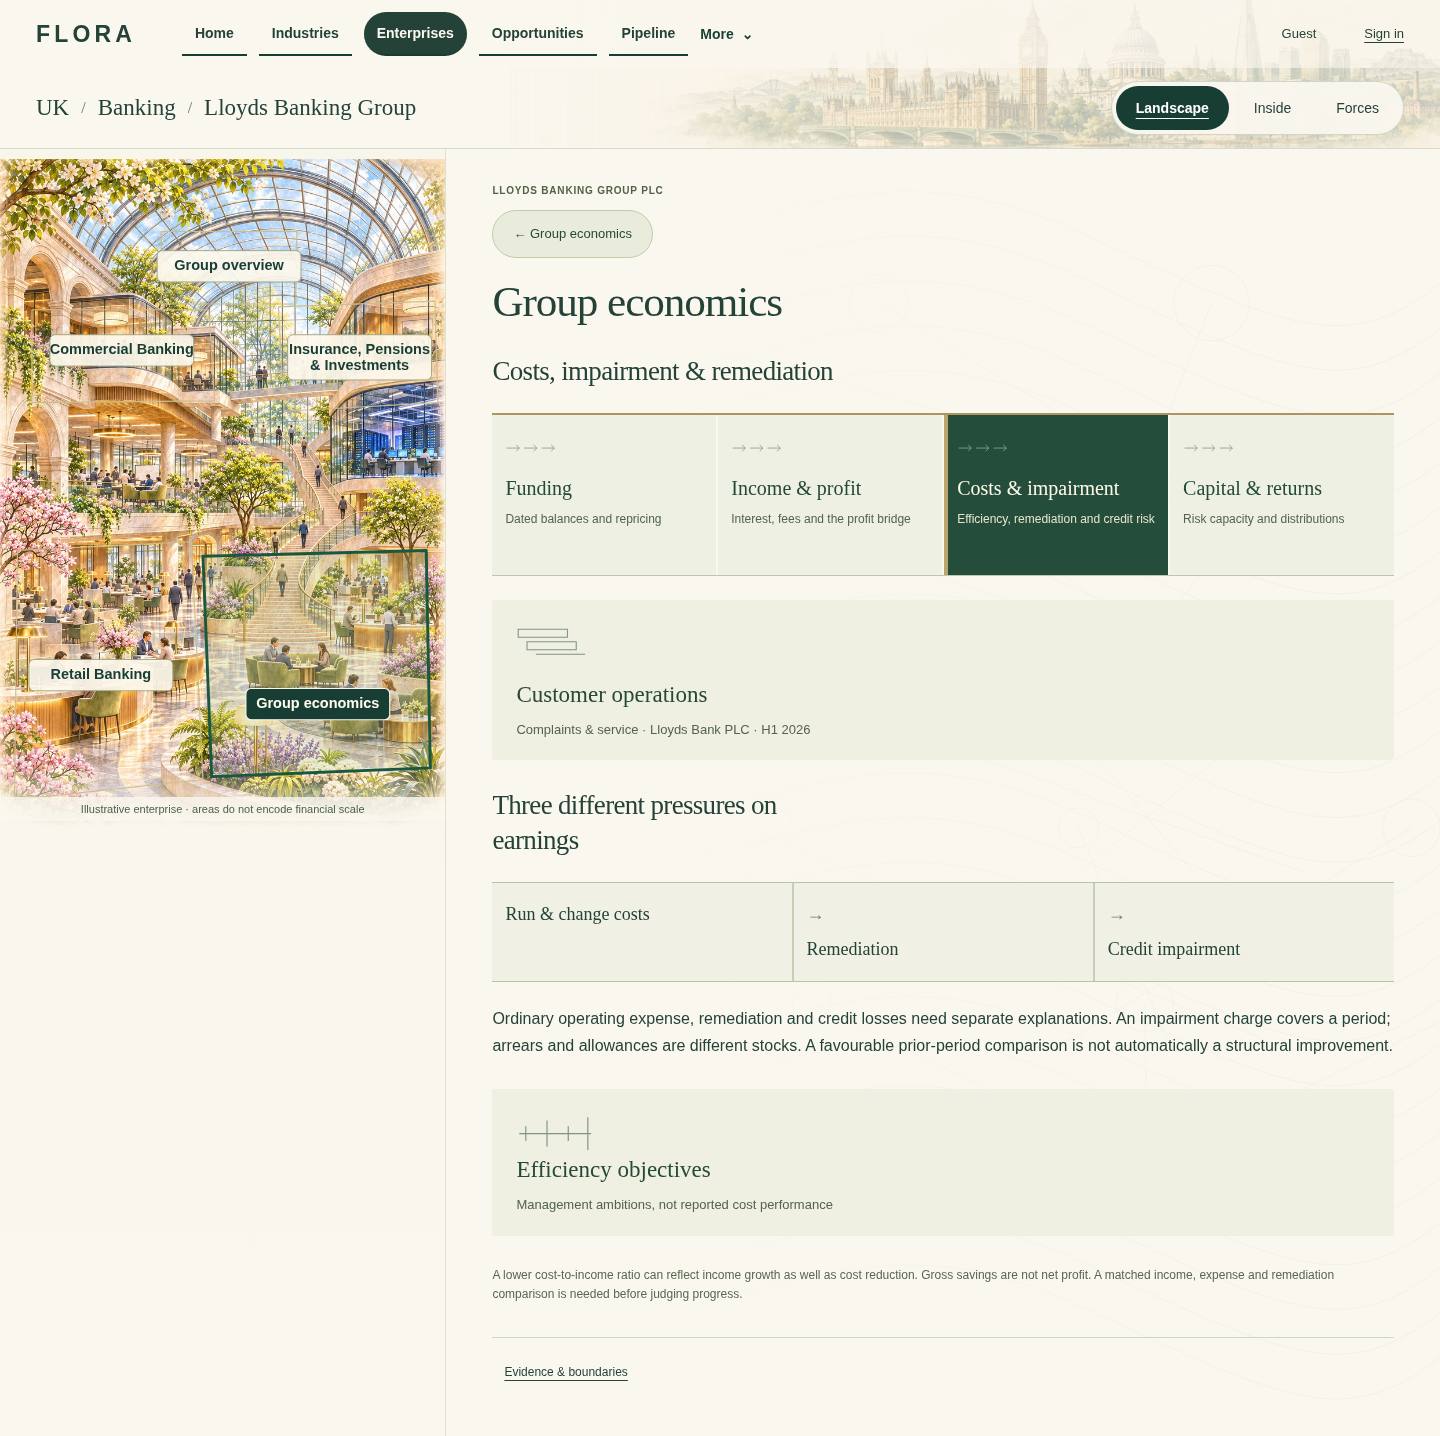 FLORA
Home
Industries
Enterprises
Opportunities
Pipeline
More
Guest
Sign in
UK / Banking / Lloyds Banking Group
Landscape
Inside
Forces
Group overview
Commercial Banking
Insurance, Pensions
& Investments
Retail Banking
Group economics
Illustrative enterprise · areas do not encode financial scale
LLOYDS BANKING GROUP PLC
← Group economics
Group economics
Costs, impairment & remediation
→→→
Funding
Dated balances and repricing
→→→
Income & profit
Interest, fees and the profit bridge
→→→
Costs & impairment
Efficiency, remediation and credit risk
→→→
Capital & returns
Risk capacity and distributions
Customer operations
Complaints & service · Lloyds Bank PLC · H1 2026
Three different pressures on
earnings
Run & change costs
→
Remediation
→
Credit impairment
Ordinary operating expense, remediation and credit losses need separate explanations. An impairment charge covers a period;
arrears and allowances are different stocks. A favourable prior-period comparison is not automatically a structural improvement.
Efficiency objectives
Management ambitions, not reported cost performance
A lower cost-to-income ratio can reflect income growth as well as cost reduction. Gross savings are not net profit. A matched income, expense and remediation
comparison is needed before judging progress.
Evidence & boundaries